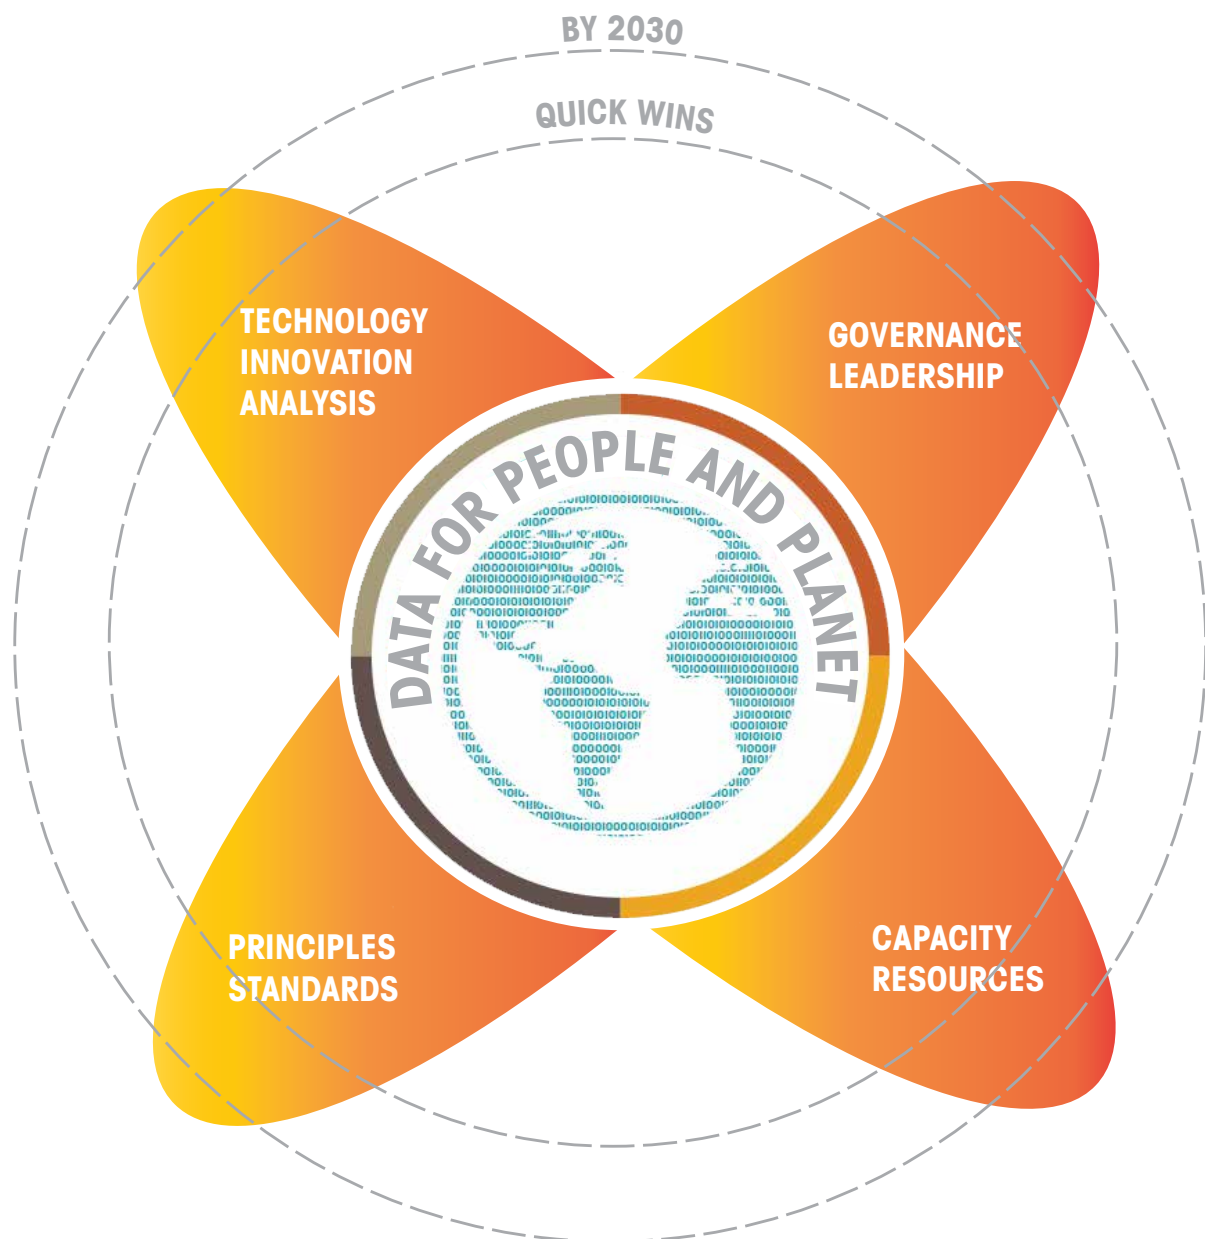 BY 2030
QUICK WINS
TECHNOLOGY
INNOVATION
ANALYSIS
GOVERNANCE
LEADERSHIP
DATA FOR PEOPLE AND PLANET
PRINCIPLES
STANDARDS
CAPACITY
RESOURCES